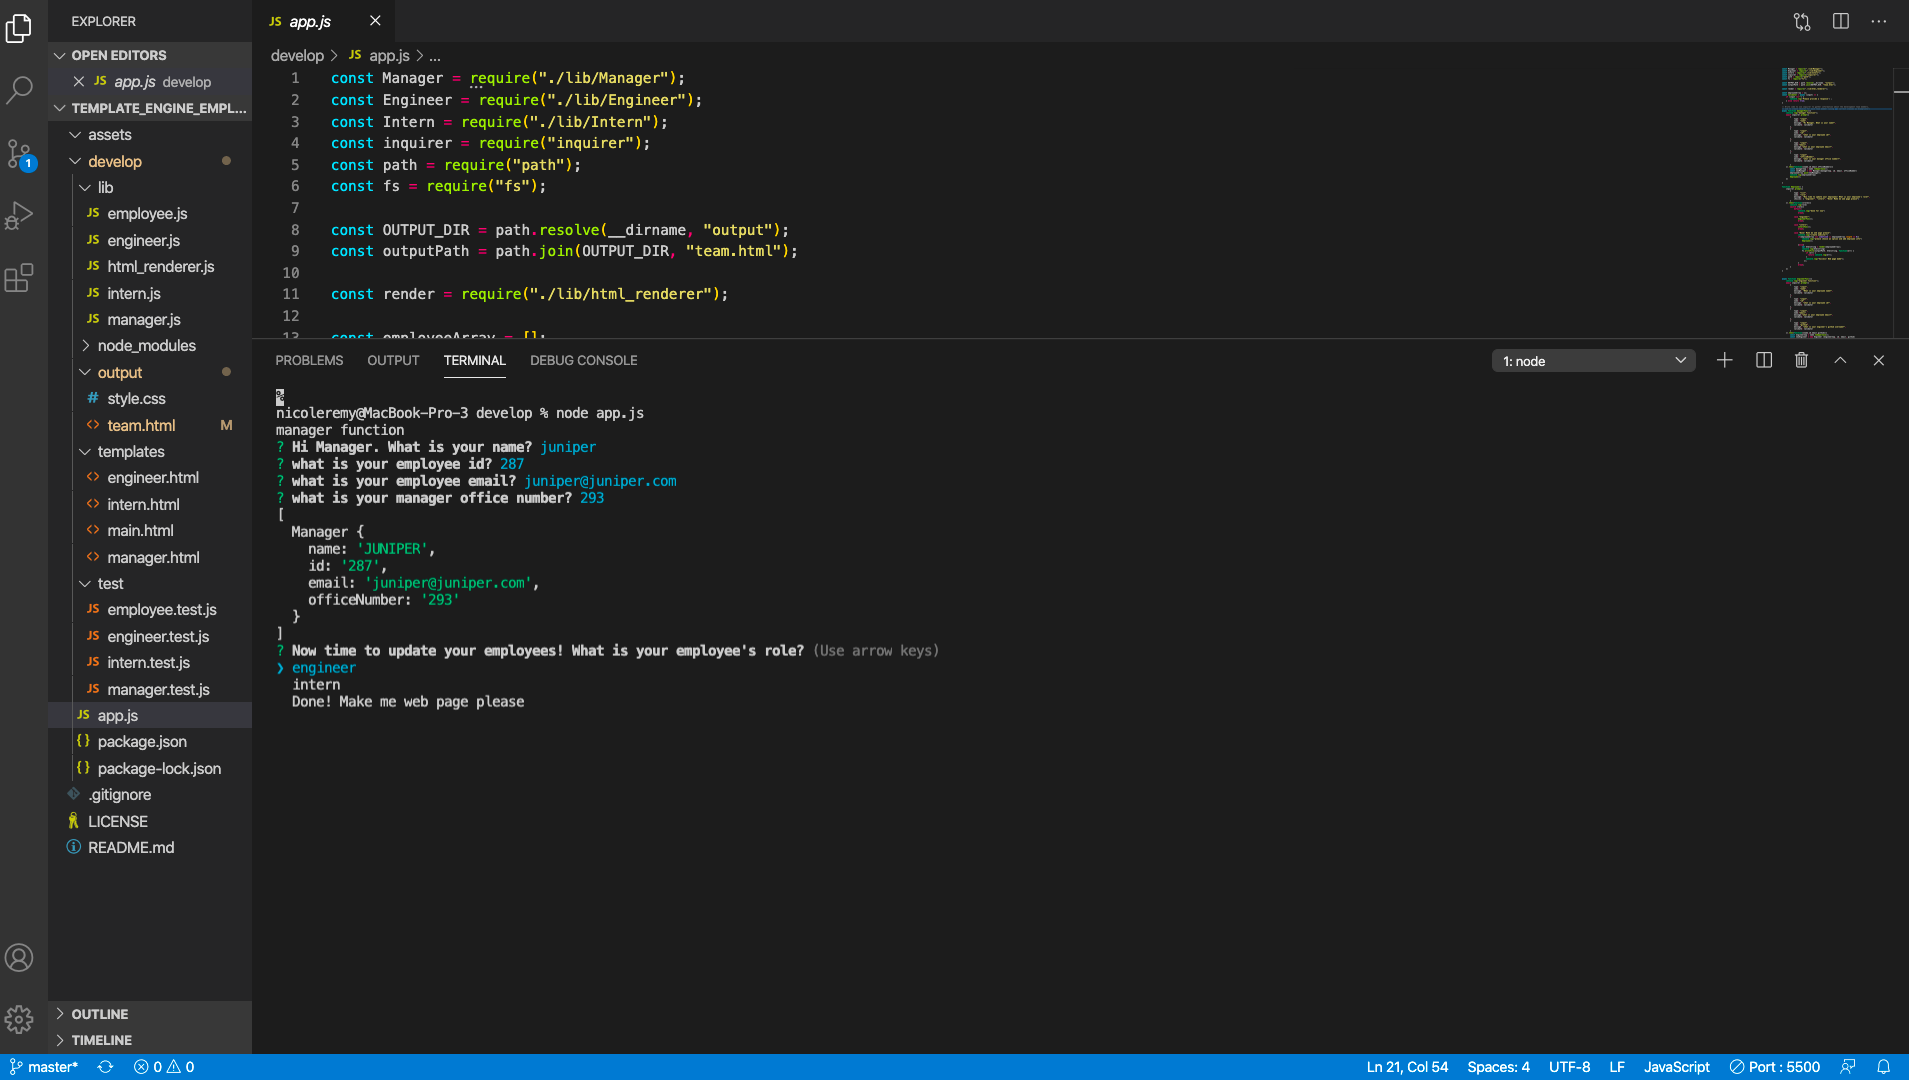 EXPLORER
OPEN EDITORS
JS app.js develop
TEMPLATE_ENGINE_EMPL...
assets
develop
lib
JS employee.js
JS engineer.js
JS html_renderer.js
JS intern.js
JS manager.js
node_modules
output
# style.css
<> team.html M
templates
<> engineer.html
<> intern.html
<> main.html
<> manager.html
test
JS employee.test.js
JS engineer.test.js
JS intern.test.js
JS manager.test.js
JS app.js
{} package.json
{} package-lock.json
.gitignore
LICENSE
README.md
OUTLINE
TIMELINE
1
JS app.js
develop > JS app.js > ...
1 const Manager = require("./lib/Manager");
2 const Engineer = require("./lib/Engineer");
3 const Intern = require("./lib/Intern");
4 const inquirer = require("inquirer");
5 const path = require("path");
6 const fs = require("fs");
7
8 const OUTPUT_DIR = path.resolve(__dirname, "output");
9 const outputPath = path.join(OUTPUT_DIR, "team.html");
10
11 const render = require("./lib/html_renderer");
12
13 const employeeArray = [];
PROBLEMS OUTPUT TERMINAL DEBUG CONSOLE 1: node
%
nicoleremy@MacBook-Pro-3 develop % node app.js
manager function
? Hi Manager. What is your name? juniper
? what is your employee id? 287
? what is your employee email? juniper@juniper.com
? what is your manager office number? 293
[
Manager {
name: 'JUNIPER',
id: '287',
email: 'juniper@juniper.com',
officeNumber: '293'
}
]
? Now time to update your employees! What is your employee's role? (Use arrow keys)
❯ engineer
intern
Done! Make me web page please
master* 0 0 Ln 21, Col 54 Spaces: 4 UTF-8 LF JavaScript Port : 5500